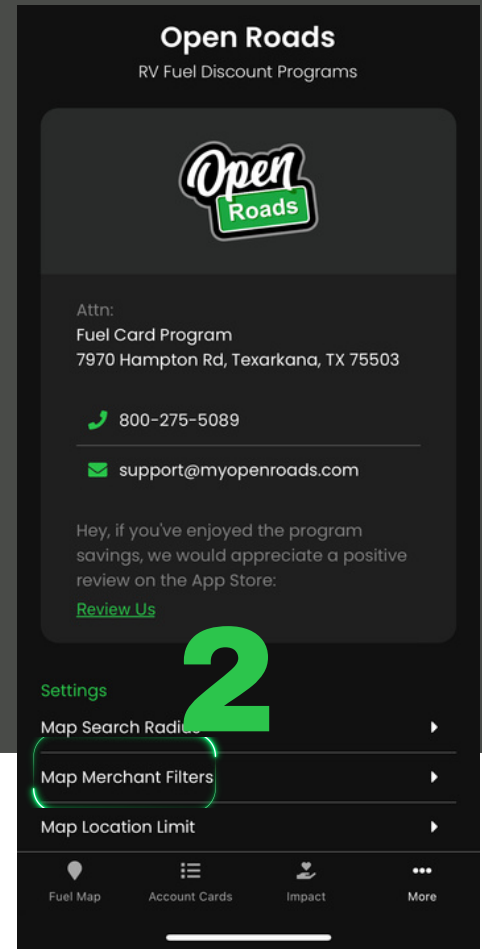 Open Roads
RV Fuel Discount Programs
Open
Roads
Attn:
Fuel Card Program
7970 Hampton Rd, Texarkana, TX 75503
800-275-5089
support@myopenroads.com
Hey, if you've enjoyed the program
savings, we would appreciate a positive
review on the App Store:
Review Us
2
Settings
Map Search Radius
Map Merchant Filters
Map Location Limit
Fuel Map Account Cards Impact More